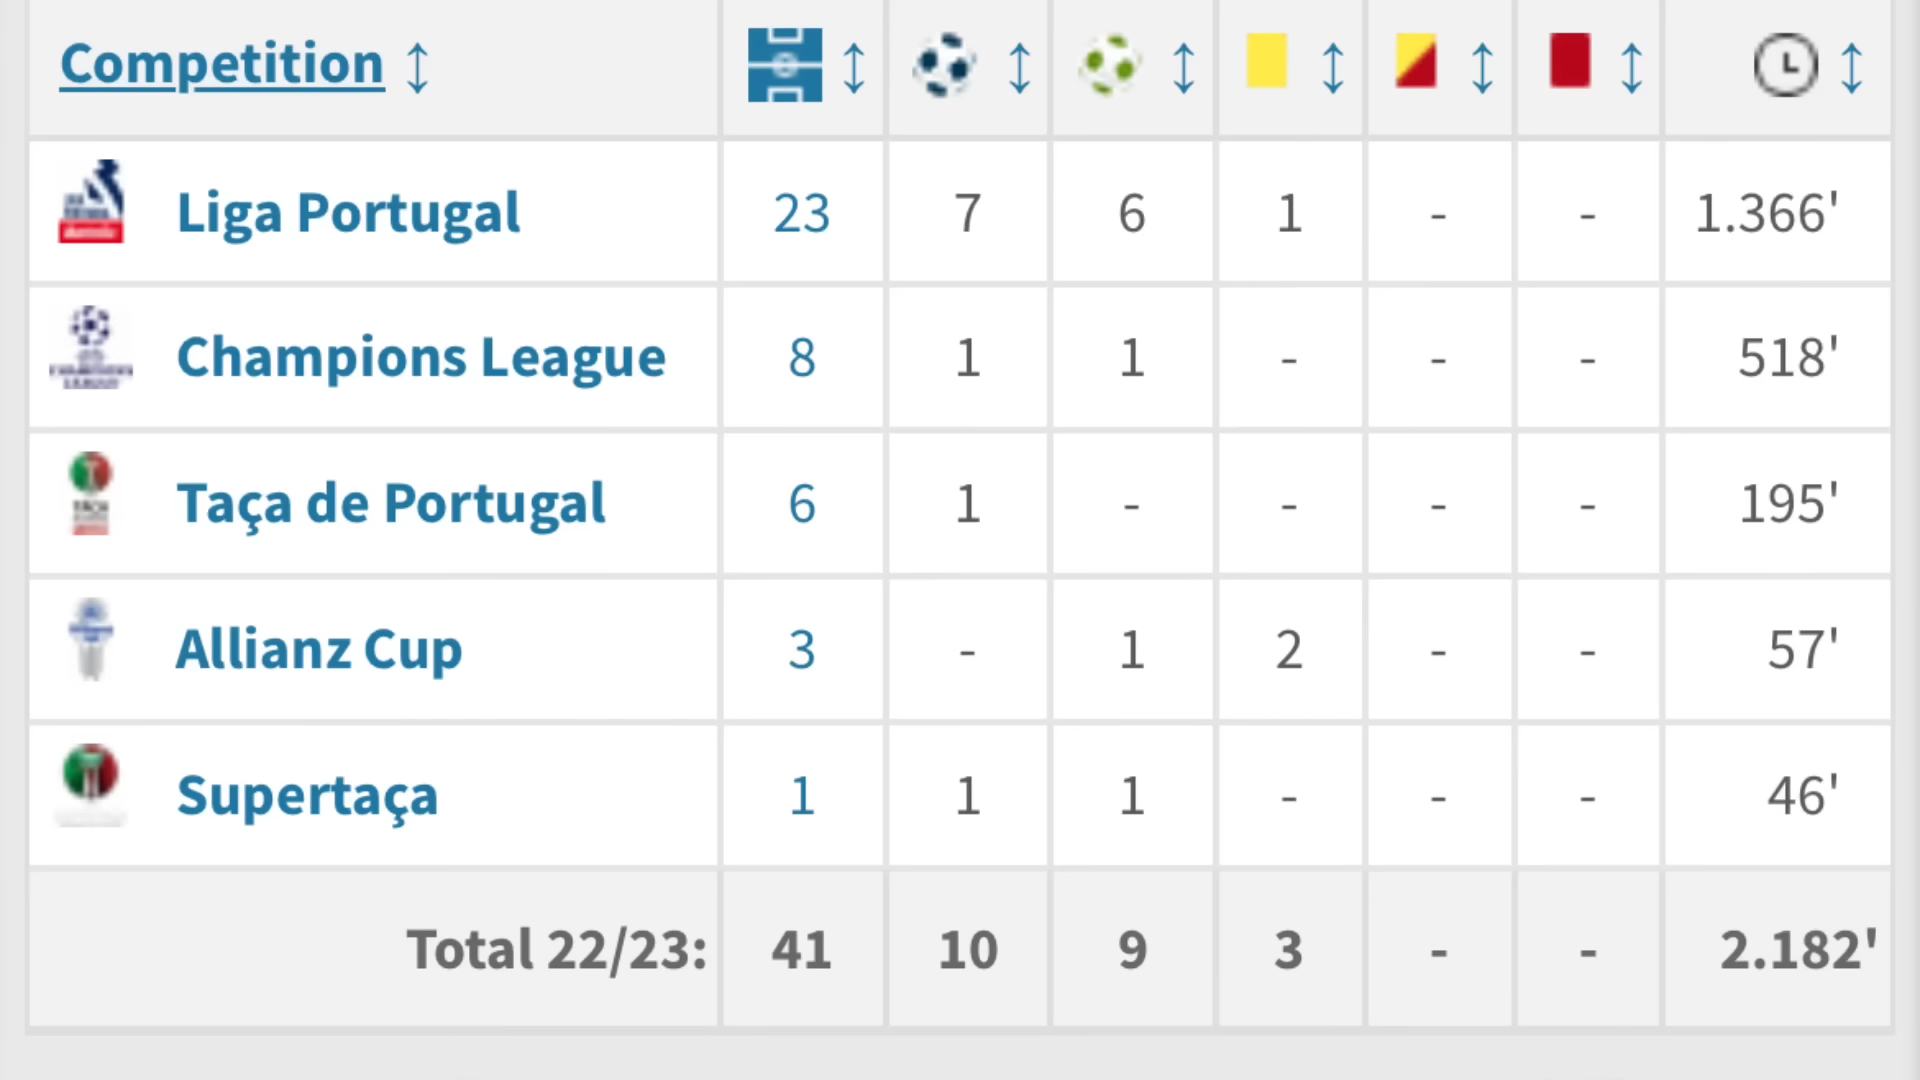 Competition
Liga Portugal 23 7 6 1 - - 1.366'
Champions League 8 1 1 - - - 518'
Taça de Portugal 6 1 - - - - 195'
Allianz Cup 3 - 1 2 - - 57'
Supertaça 1 1 1 - - - 46'
Total 22/23: 41 10 9 3 - - 2.182'